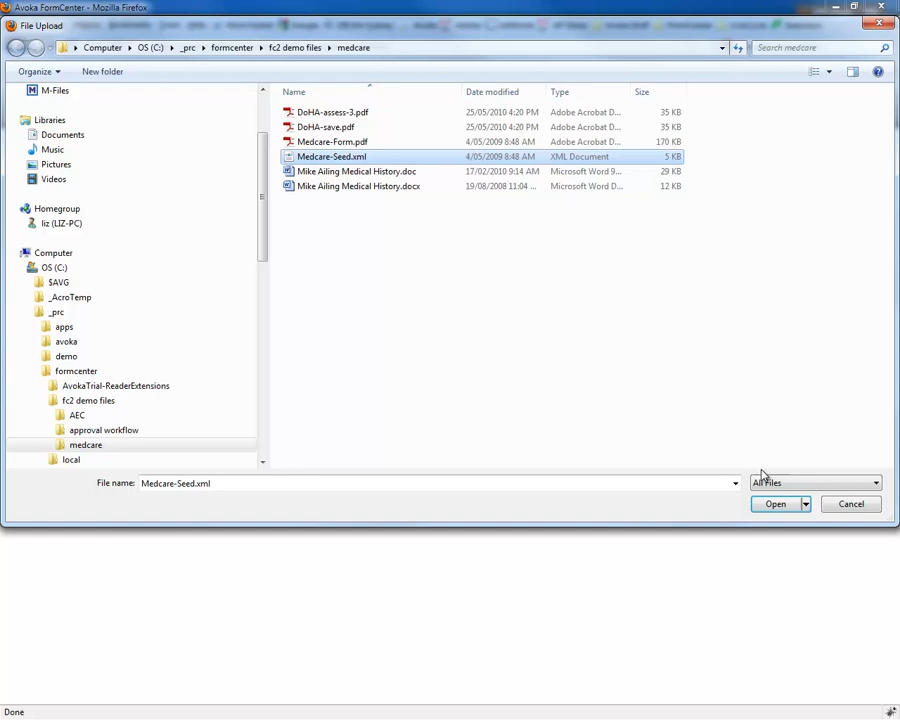 Avoka FormCenter - Mozilla Firefox
File Upload
Computer OS (C:) _prc formcenter fc2 demo files medcare
Search medcare
Organize New folder
Name Date modified Type Size
DoHA-assess-3.pdf 25/05/2010 4:20 PM Adobe Acrobat D... 35 KB
DoHA-save.pdf 25/05/2010 4:20 PM Adobe Acrobat D... 35 KB
Medcare-Form.pdf 4/05/2009 8:48 AM Adobe Acrobat D... 170 KB
Medcare-Seed.xml 4/05/2009 8:48 AM XML Document 5 KB
Mike Ailing Medical History.doc 17/02/2010 9:14 AM Microsoft Word 9... 29 KB
Mike Ailing Medical History.docx 19/08/2008 11:04 ... Microsoft Word D... 12 KB
M-Files
Libraries
Documents
Music
Pictures
Videos
Homegroup
liz (LIZ-PC)
Computer
OS (C:)
$AVG
_AcroTemp
_prc
apps
avoka
demo
formcenter
AvokaTrial-ReaderExtensions
fc2 demo files
AEC
approval workflow
medcare
local
File name: Medcare-Seed.xml All Files
Open Cancel
Done